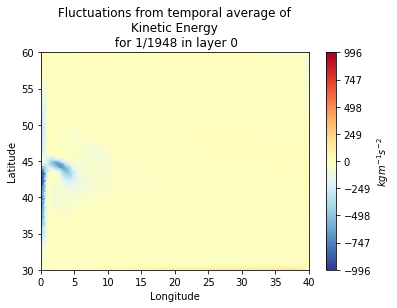 Fluctuations from temporal average of
Kinetic Energy
for 1/1948 in layer 0
60
55
50
45
40
35
30
Latitude
0 5 10 15 20 25 30 35 40
Longitude
996
747
498
249
0
−249
−498
−747
−996
kgm⁻¹s⁻²